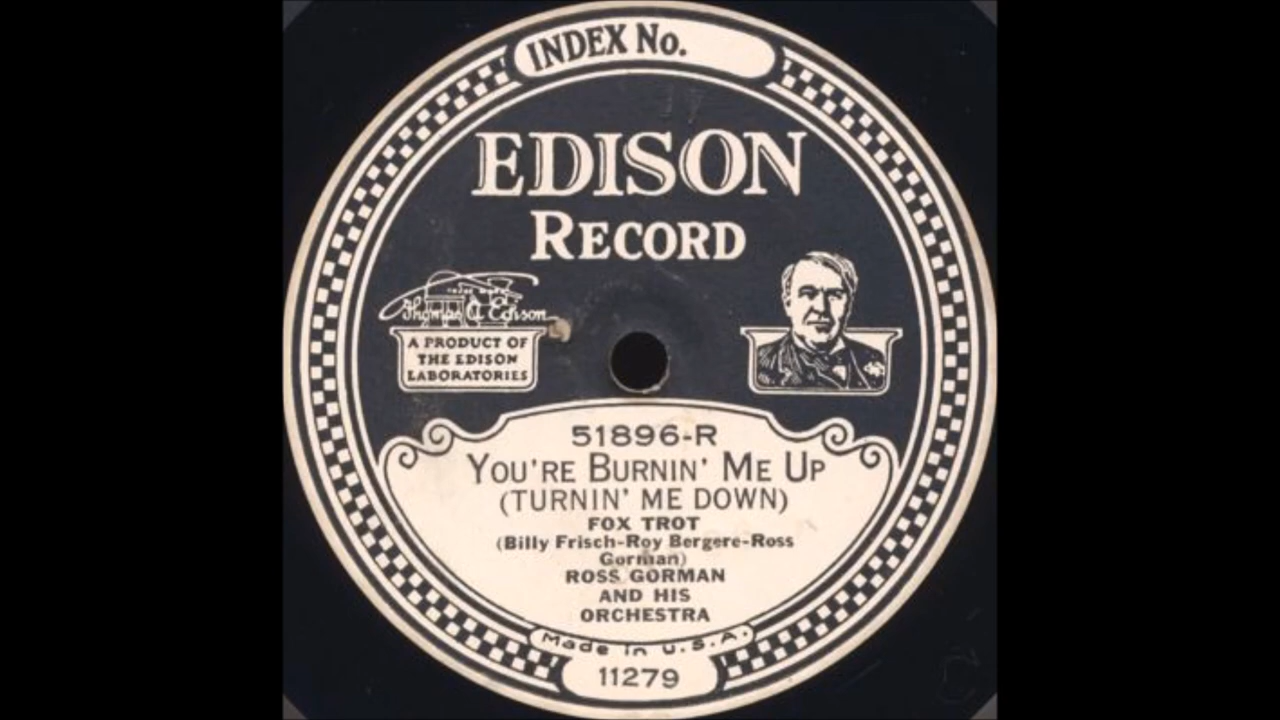 INDEX No.
EDISON
RECORD
Thomas A Edison
A PRODUCT OF
THE EDISON
LABORATORIES
51896-R
YOU'RE BURNIN' ME UP
(TURNIN' ME DOWN)
FOX TROT
(Billy Frisch-Roy Bergere-Ross
Gorman)
ROSS GORMAN
AND HIS
ORCHESTRA
Made in U.S.A.
11279